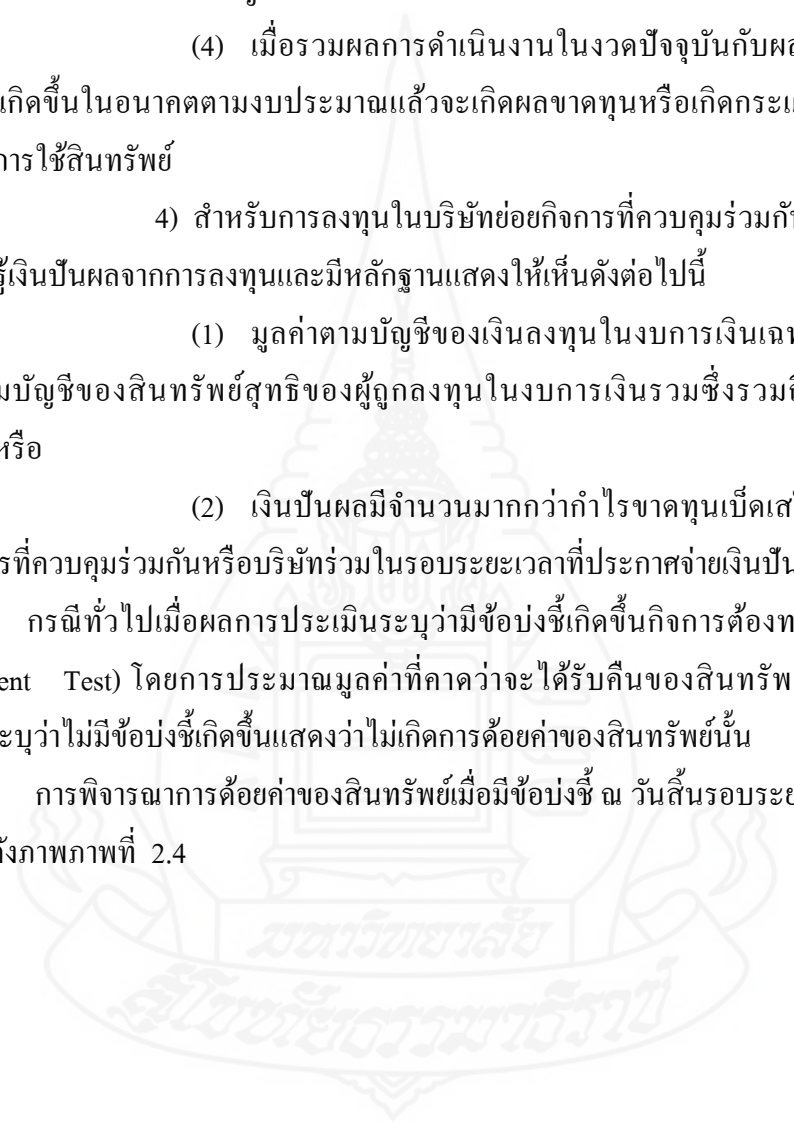 (4) เมื่อรวมผลการดำเนินงานในงวดปัจจุบันกับผล
เกิดขึ้นในอนาคตตามงบประมาณแล้วจะเกิดผลขาดทุนหรือเกิดกระแ
การใช้สินทรัพย์
4) สำหรับการลงทุนในบริษัทย่อยกิจการที่ควบคุมร่วมกัน
รู้เงินปันผลจากการลงทุนและมีหลักฐานแสดงให้เห็นดังต่อไปนี้
(1) มูลค่าตามบัญชีของเงินลงทุนในงบการเงินเฉพ
มบัญชีของสินทรัพย์สุทธิของผู้ถูกลงทุนในงบการเงินรวมซึ่งรวมถึ
หรือ
(2) เงินปันผลมีจำนวนมากกว่ากำไรขาดทุนเบ็ดเสร็
รที่ควบคุมร่วมกันหรือบริษัทร่วมในรอบระยะเวลาที่ประกาศจ่ายเงินปัน
กรณีทั่วไปเมื่อผลการประเมินระบุว่ามีข้อบ่งชี้เกิดขึ้นกิจการต้องท
ent Test) โดยการประมาณมูลค่าที่คาดว่าจะได้รับคืนของสินทรัพ
ะบุว่าไม่มีข้อบ่งชี้เกิดขึ้นแสดงว่าไม่เกิดการด้อยค่าของสินทรัพย์นั้น
การพิจารณาการด้อยค่าของสินทรัพย์เมื่อมีข้อบ่งชี้ ณ วันสิ้นรอบระย
ดังภาพภาพที่ 2.4
มหาวิทยาลัย
สุโขทัยธรรมาธิราช